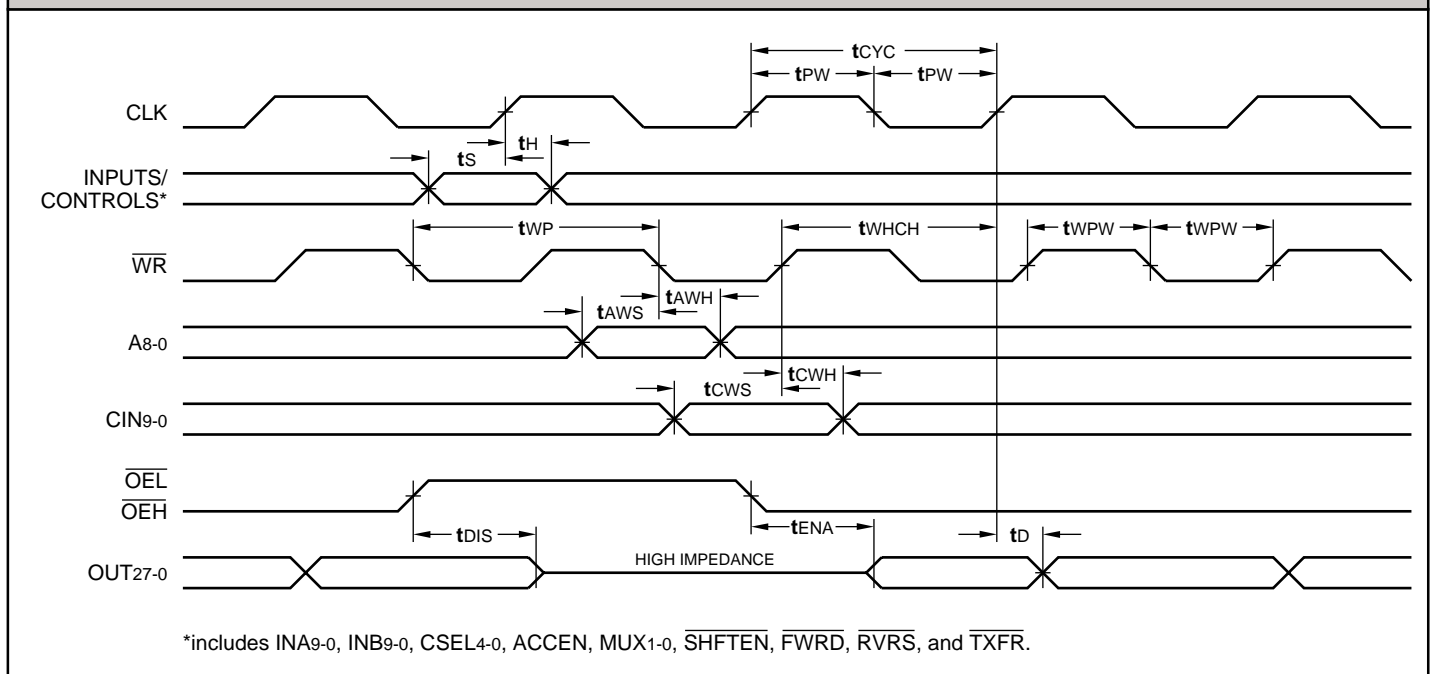 tCYC
tPW tPW
CLK
tS tH
INPUTS/
CONTROLS*
tWP tWHCH tWPW tWPW
WR
tAWS tAWH
A8-0
tCWS tCWH
CIN9-0
OEL
OEH
tDIS tENA tD
HIGH IMPEDANCE
OUT27-0
*includes INA9-0, INB9-0, CSEL4-0, ACCEN, MUX1-0, SHFTEN, FWRD, RVRS, and TXFR.